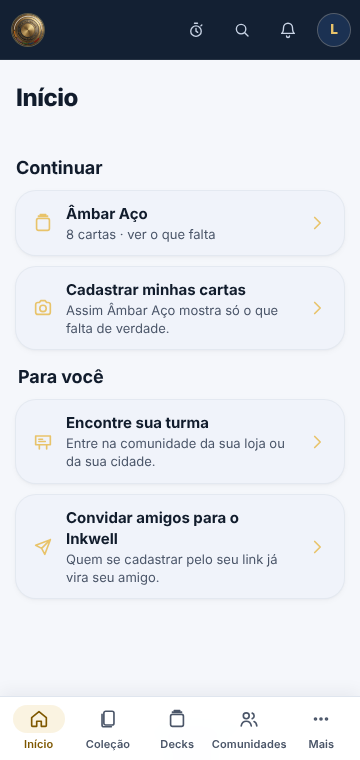 L
Início
Continuar
Âmbar Aço
8 cartas · ver o que falta
Cadastrar minhas cartas
Assim Âmbar Aço mostra só o que
falta de verdade.
Para você
Encontre sua turma
Entre na comunidade da sua loja ou
da sua cidade.
Convidar amigos para o
Inkwell
Quem se cadastrar pelo seu link já
vira seu amigo.
Início
Coleção
Decks
Comunidades
Mais